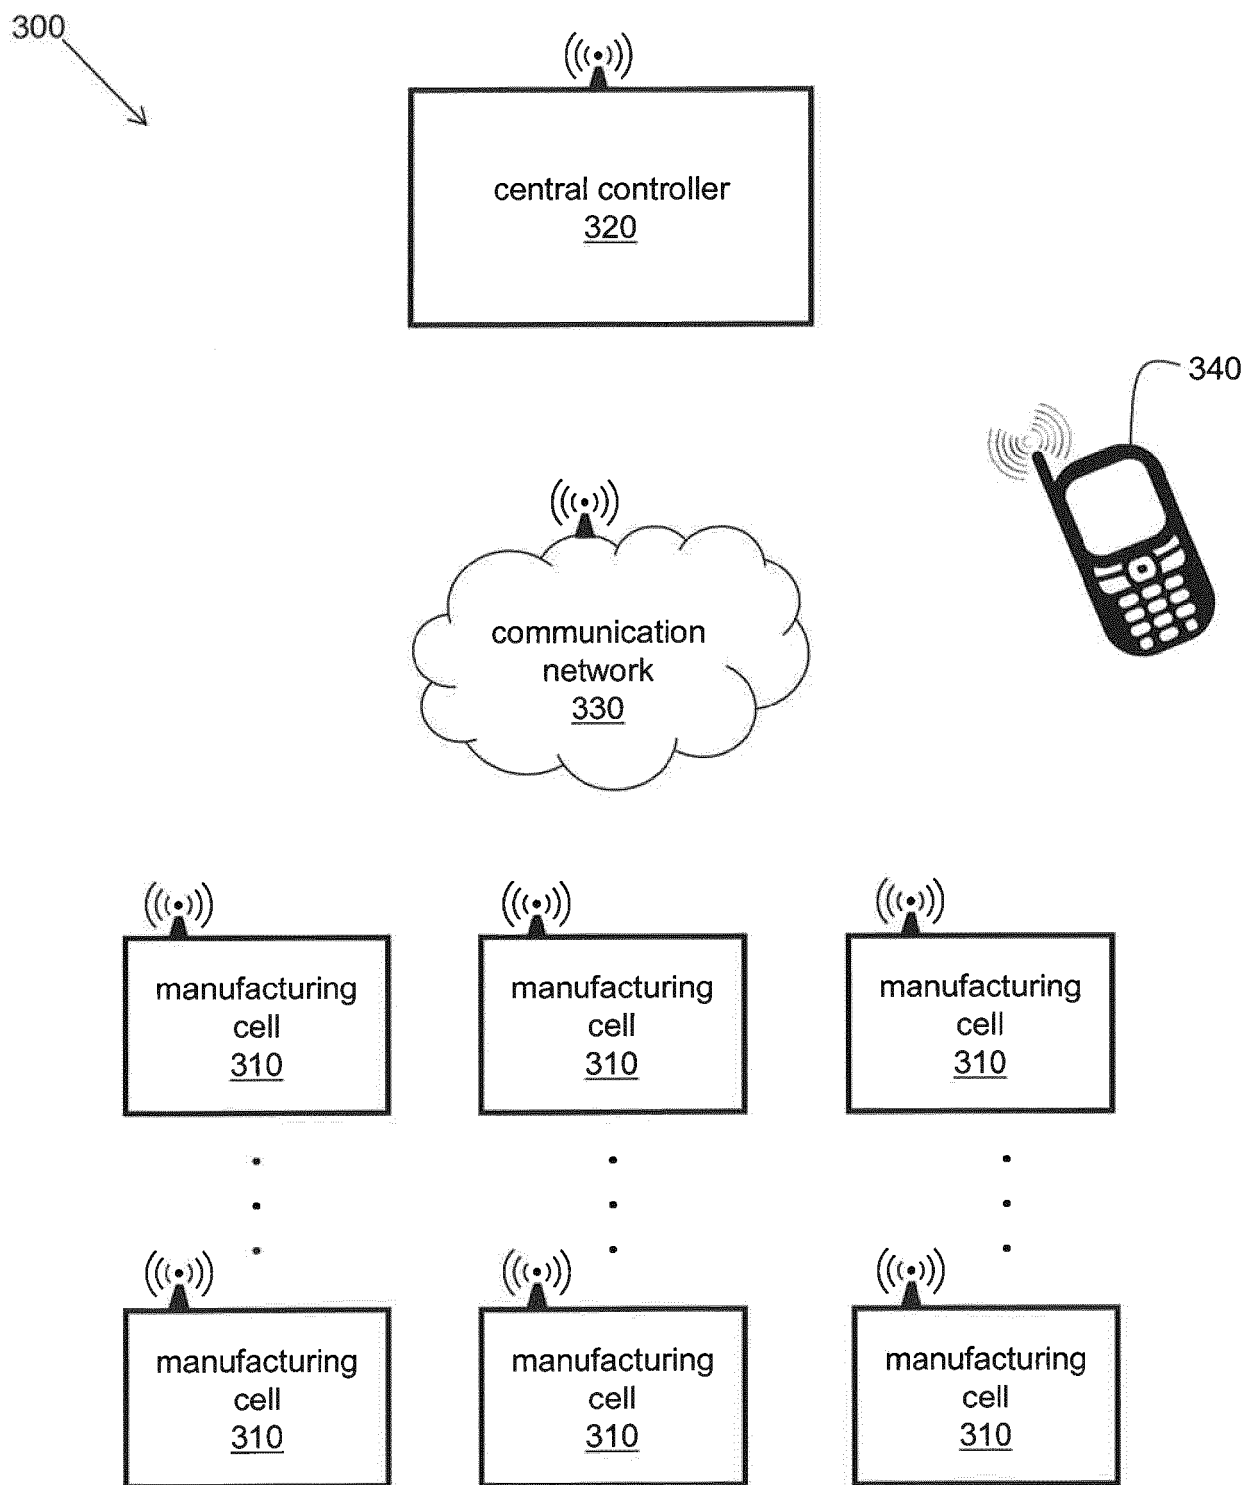 300
central controller
320
340
communication
network
330
manufacturing
cell
310
manufacturing
cell
310
manufacturing
cell
310
manufacturing
cell
310
manufacturing
cell
310
manufacturing
cell
310